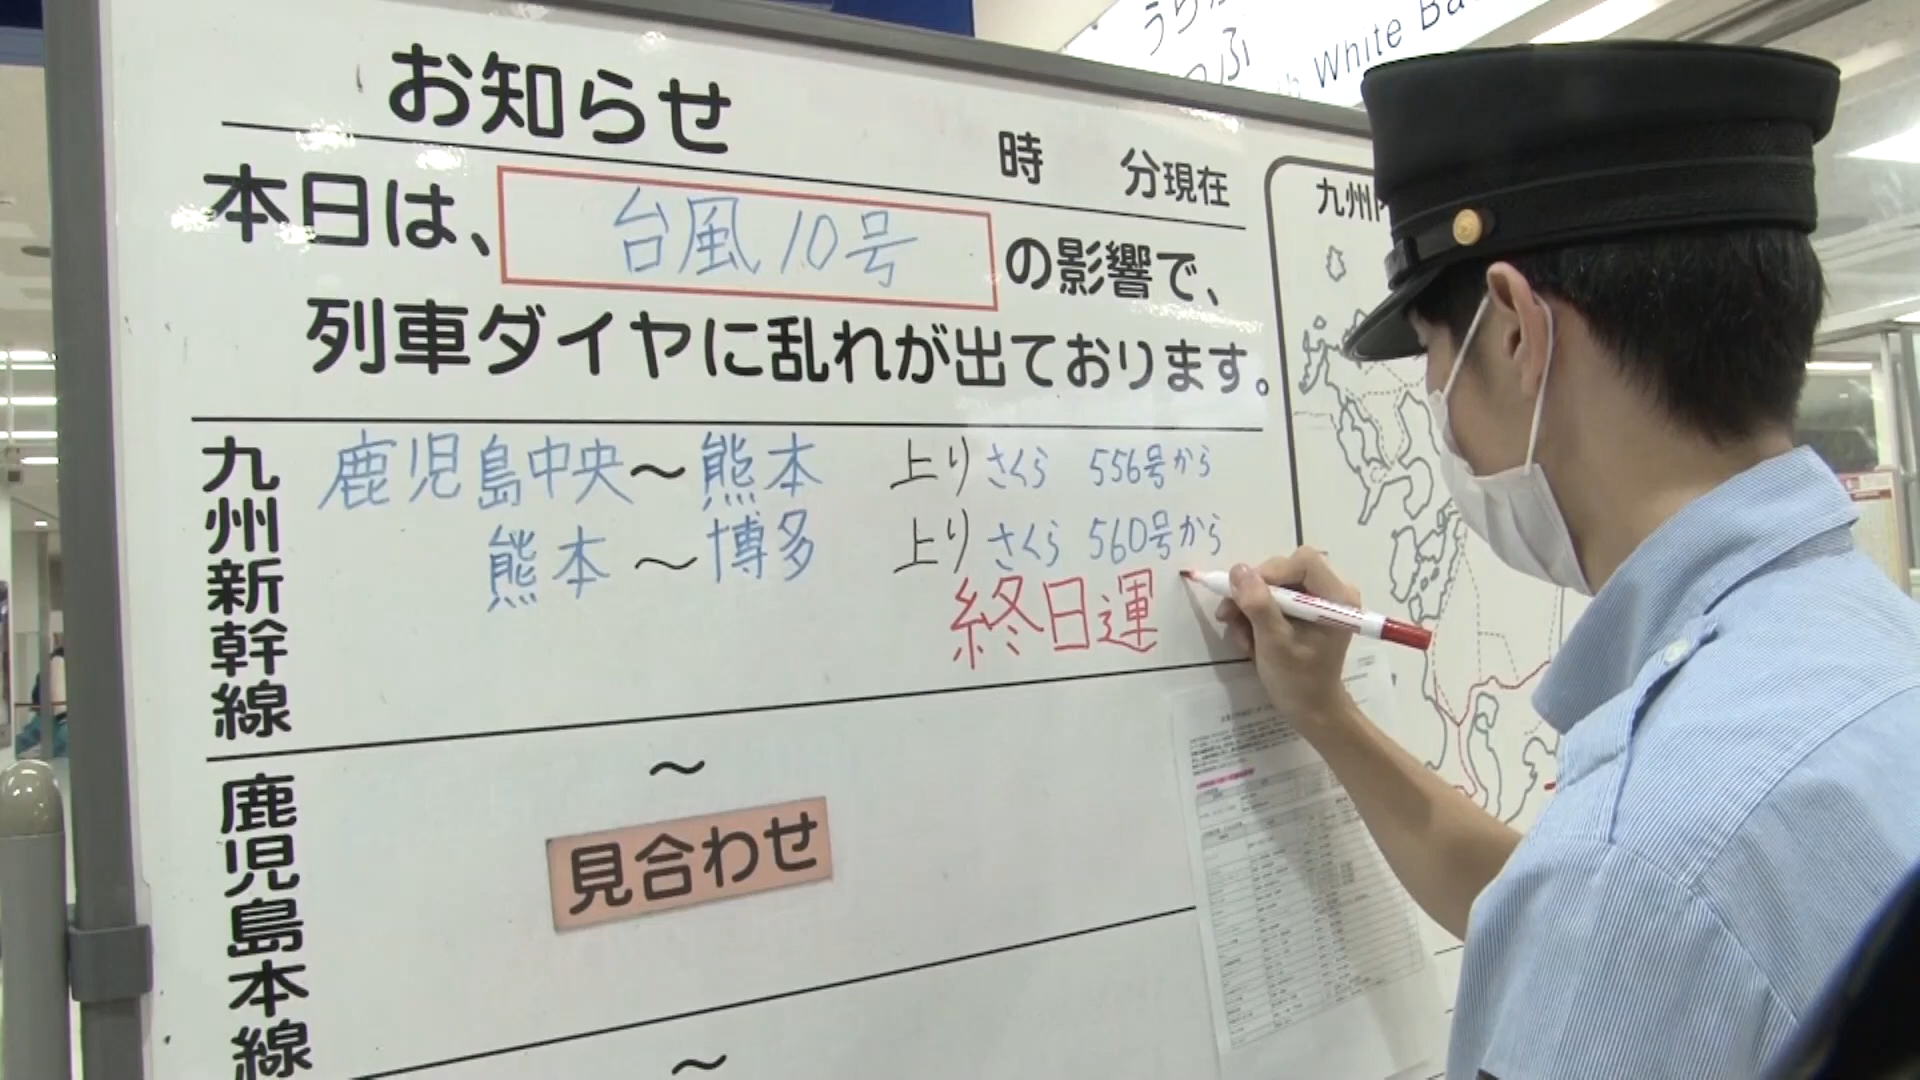 お知らせ
時 分現在
本日は、台風10号の影響で、
列車ダイヤに乱れが出ております。
九州新幹線
鹿児島中央～熊本 上りさくら 556号から
熊本～博多 上りさくら 560号から
終日運
鹿児島本線
～
見合わせ
～
九州
White